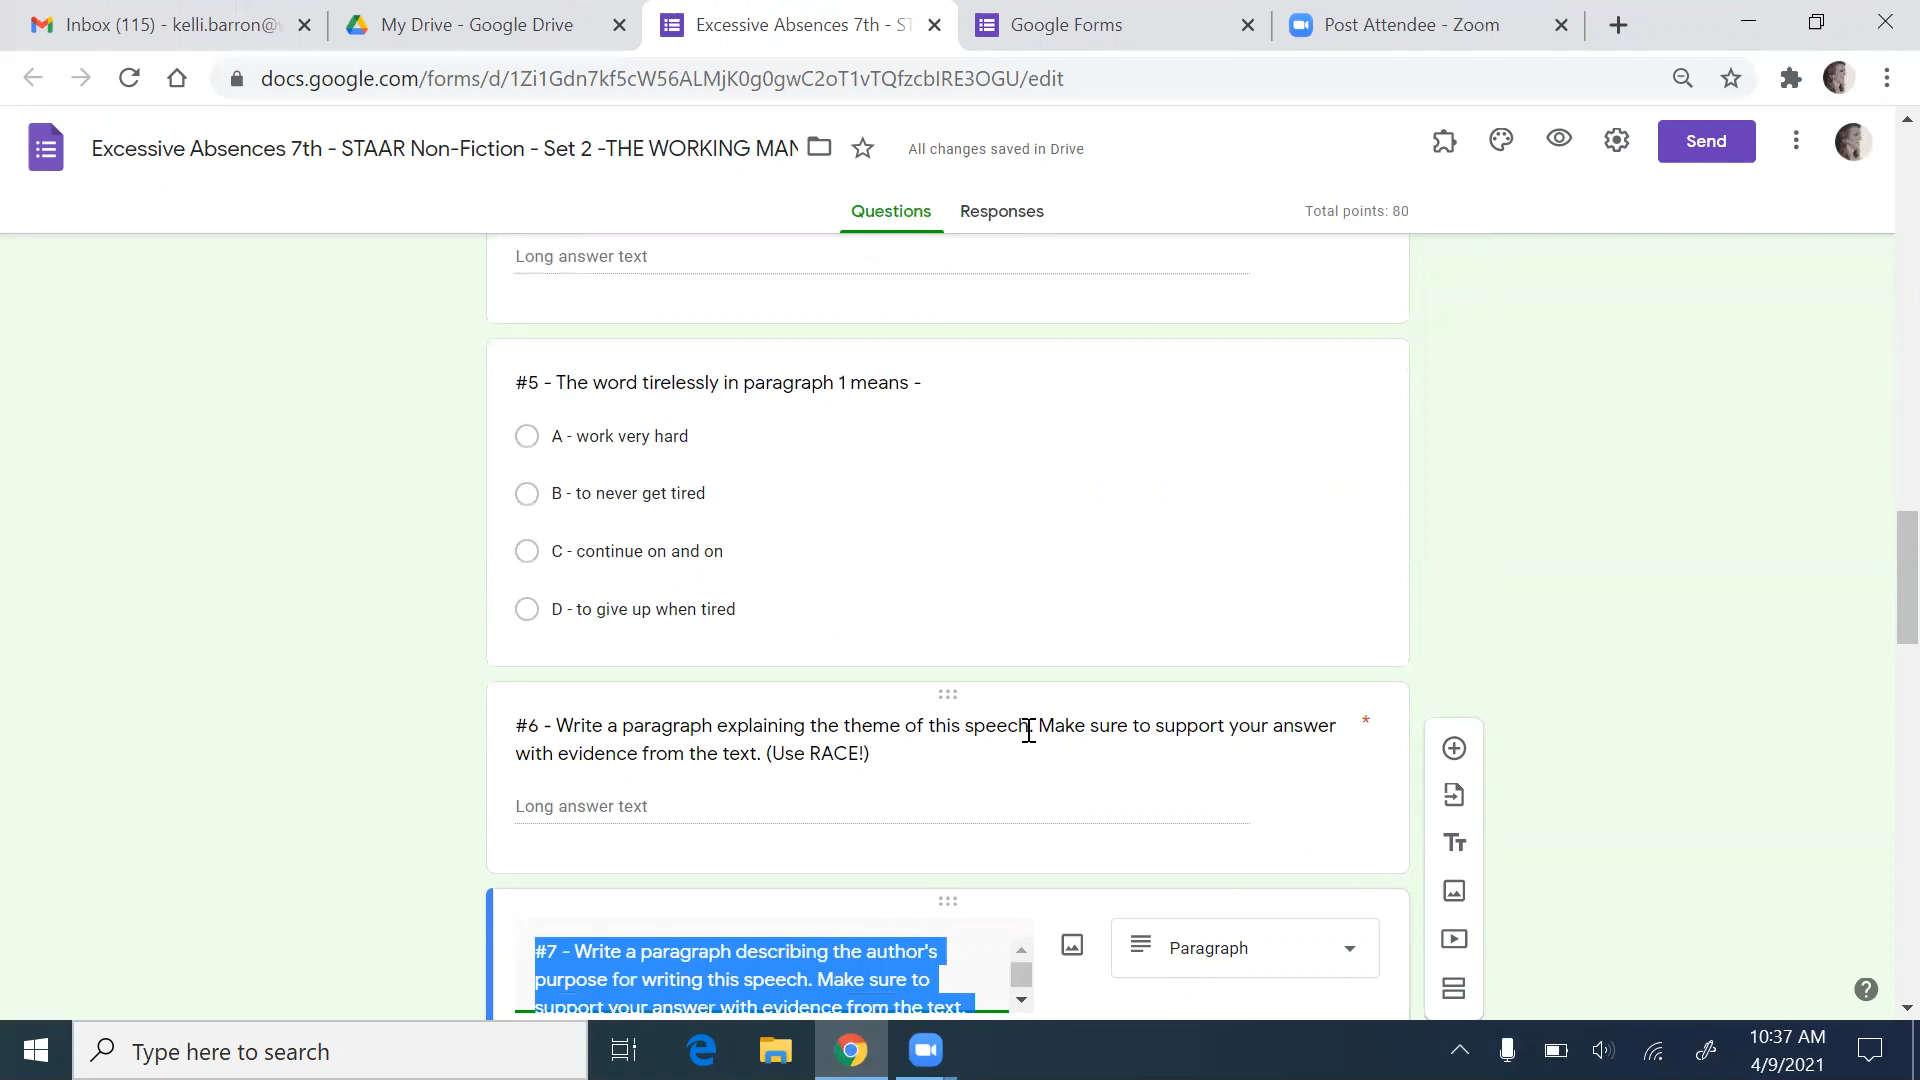 Inbox (115) - kelli.barron@
My Drive - Google Drive
Excessive Absences 7th - ST
Google Forms
Post Attendee - Zoom
docs.google.com/forms/d/1Zi1Gdn7kf5cW56ALMjK0g0gwC2oT1vTQfzcbIRE3OGU/edit
Excessive Absences 7th - STAAR Non-Fiction - Set 2 -THE WORKING MAN
All changes saved in Drive
Send
Questions
Responses
Total points: 80
Long answer text
#5 - The word tirelessly in paragraph 1 means -
A - work very hard
B - to never get tired
C - continue on and on
D - to give up when tired
#6 - Write a paragraph explaining the theme of this speech. Make sure to support your answer *
with evidence from the text. (Use RACE!)
Long answer text
#7 - Write a paragraph describing the author's
purpose for writing this speech. Make sure to
support your answer with evidence from the text.
Paragraph
Type here to search
10:37 AM
4/9/2021